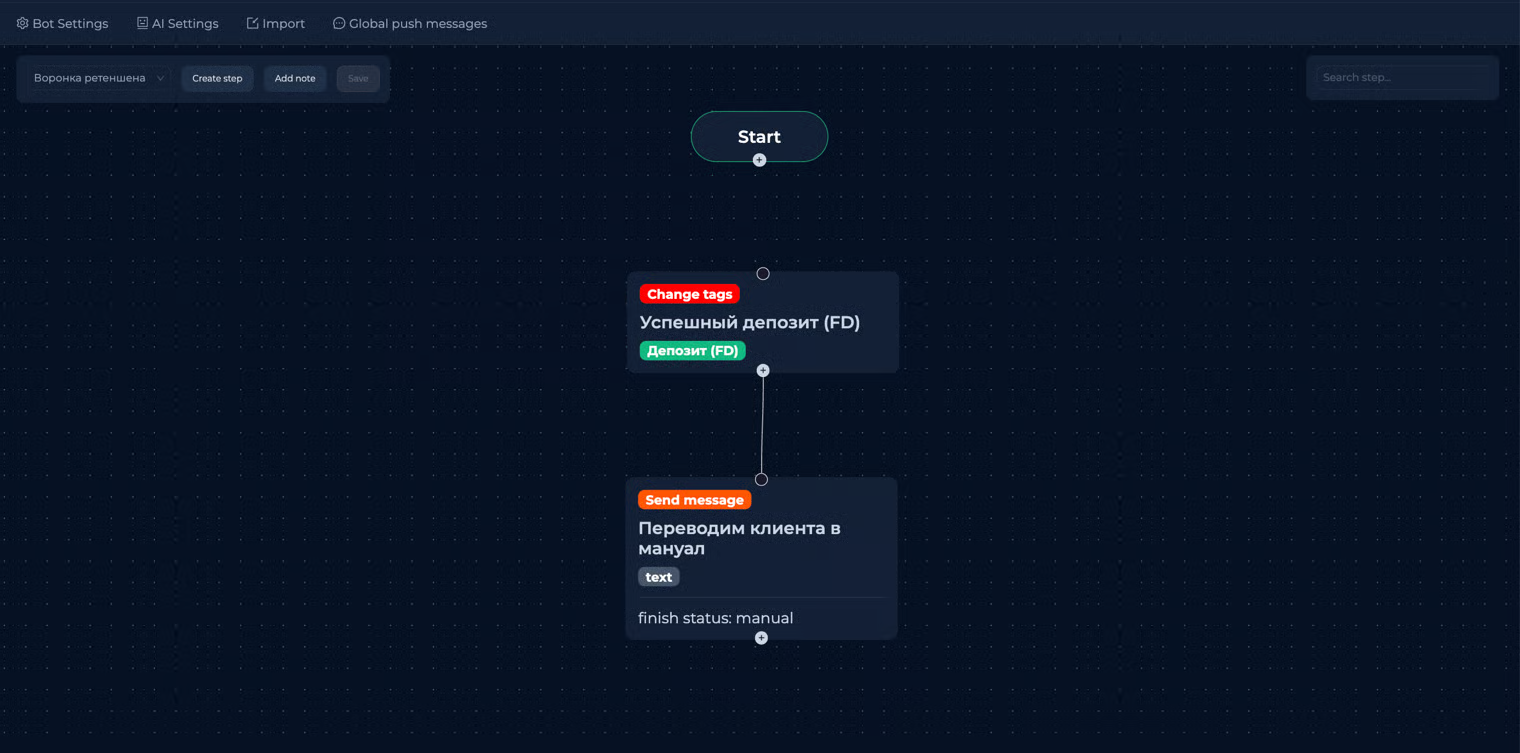 Bot Settings
AI Settings
Import
Global push messages
Воронка ретеншена
Create step
Add note
Save
Search step...
Start
Change tags
Успешный депозит (FD)
Депозит (FD)
Send message
Переводим клиента в
мануал
text
finish status: manual